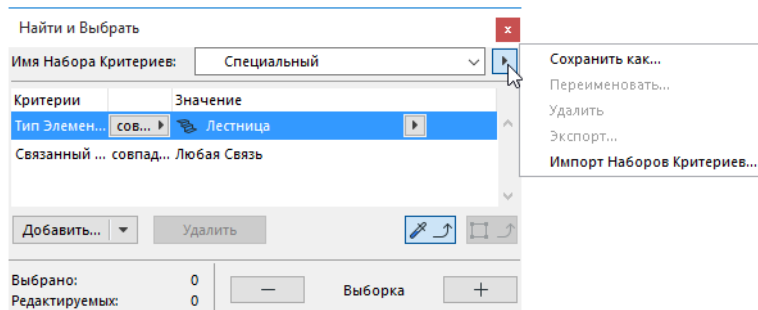 Найти и Выбрать
x
Имя Набора Критериев: Специальный
Сохранить как...
Переименовать...
Удалить
Экспорт...
Импорт Наборов Критериев...
Критерии Значение
Тип Элемен... сов... Лестница
Связанный ... совпад... Любая Связь
Добавить... Удалить
Выбрано: 0
Редактируемых: 0
— Выборка +